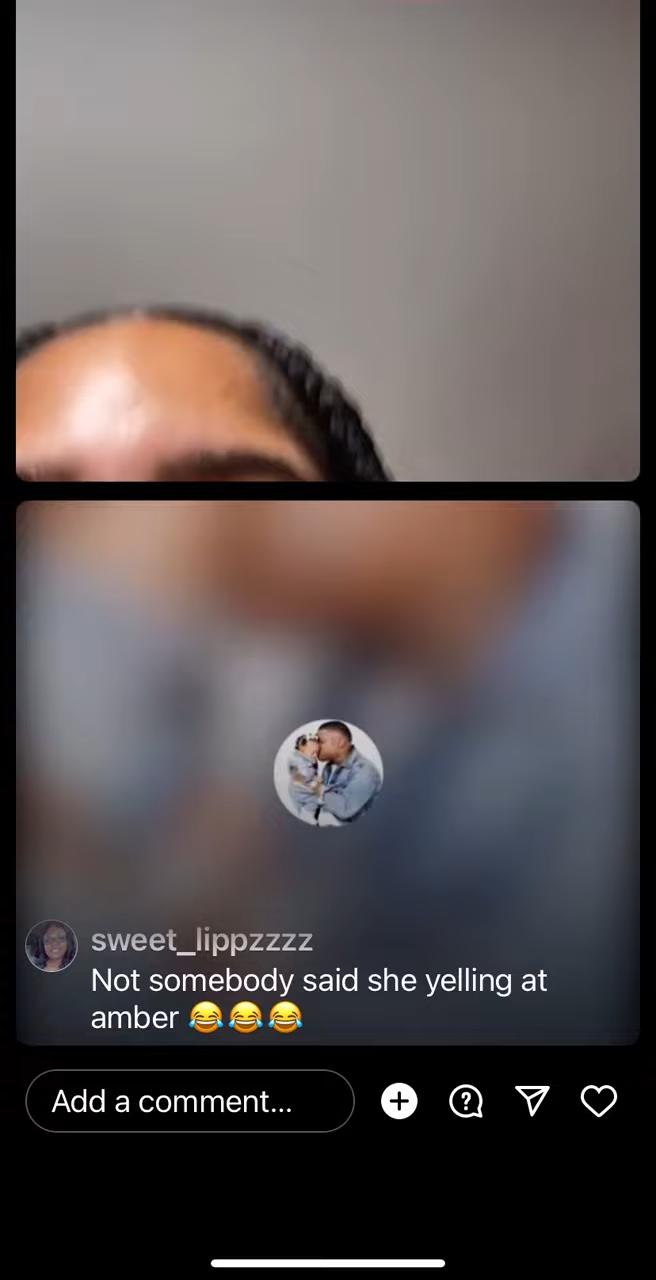 sweet_lippzzzz
Not somebody said she yelling at
amber 😂😂😂
Add a comment...